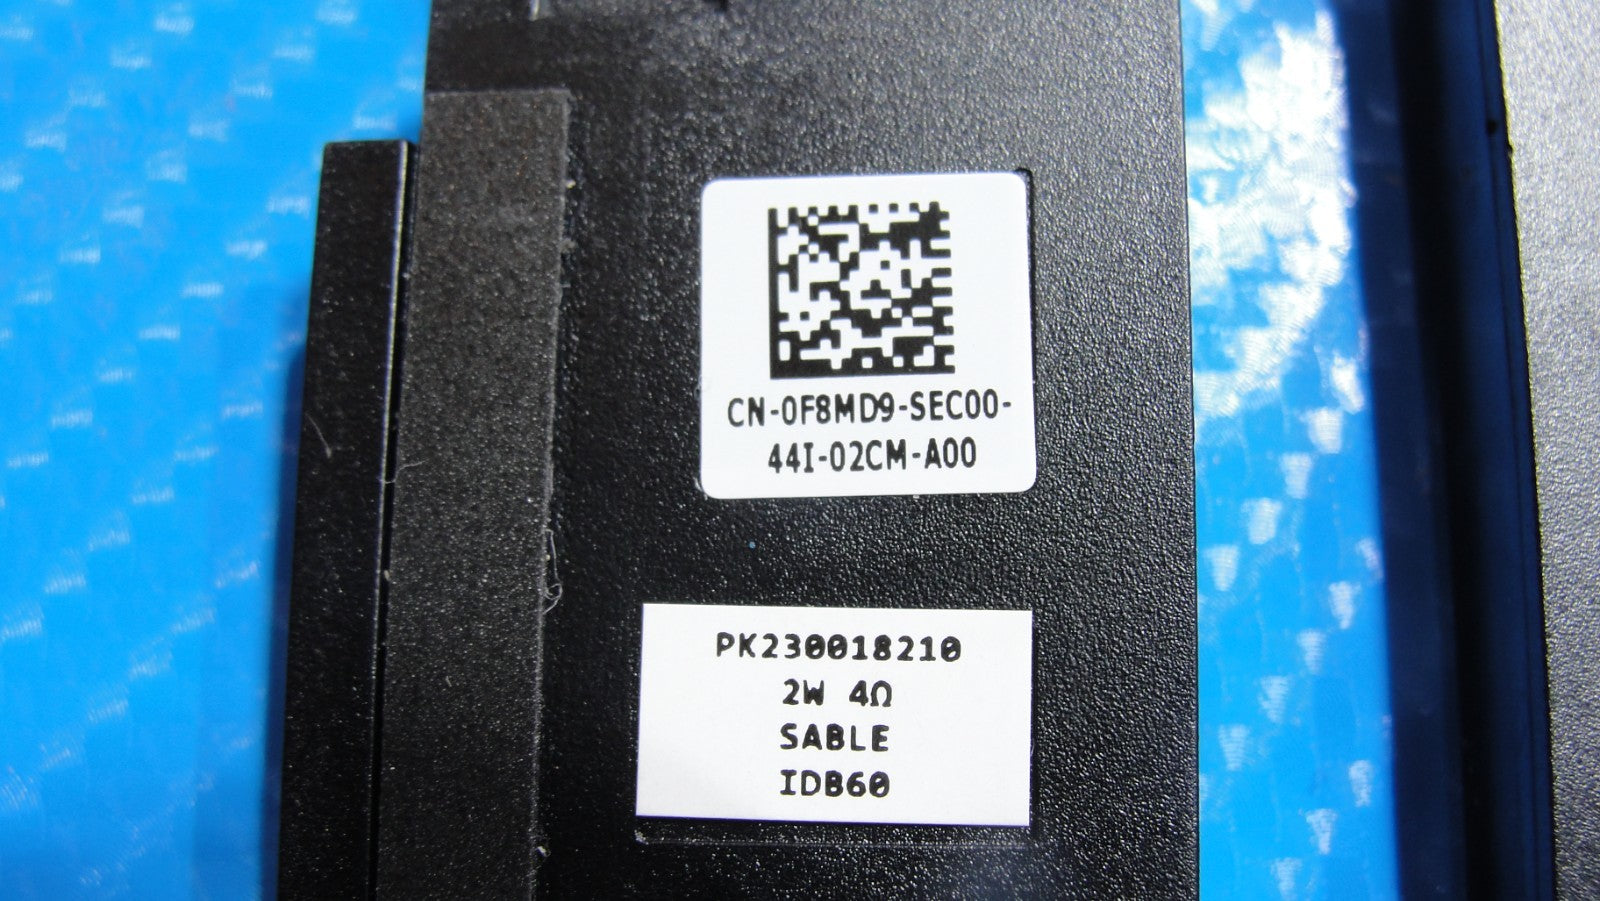 CN-0F8MD9-SEC00-
44I-02CM-A00
PK230018210
2W 4Ω
SABLE
IDB60